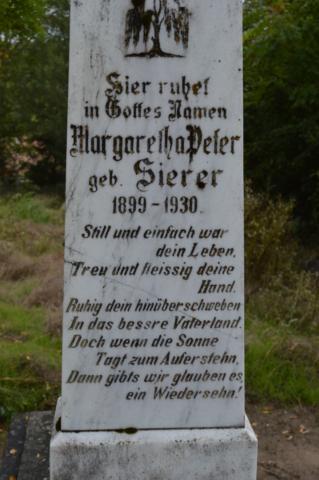 Hier ruhet
in Gottes Namen
Margaretha Peter
geb. Sierer
1899 - 1930.
Still und einfach war
dein Leben,
Treu und fleissig deine
Hand.
Ruhig dein hinüberschweben
In das bessre Vaterland.
Doch wenn die Sonne
Tagt zum Auferstehn,
Dann gibts wir glauben es
ein Wiedersehn!